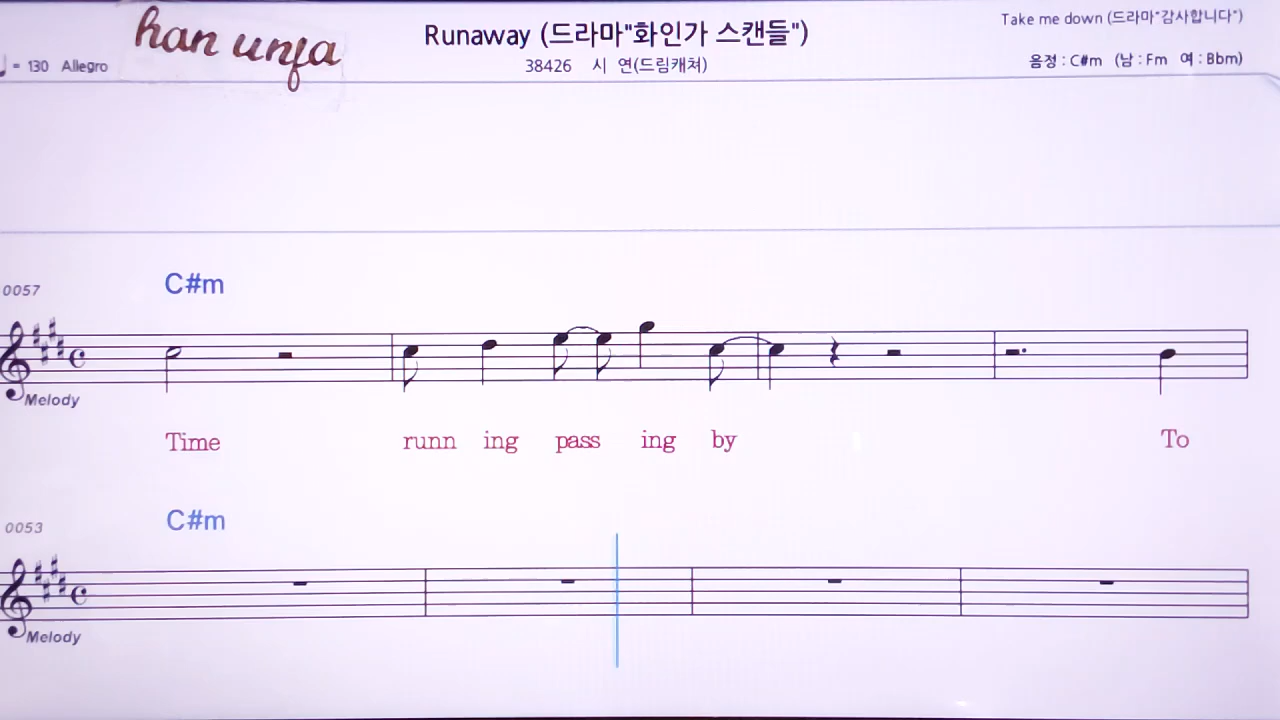 han unfa
Runaway (드라마"화인가 스캔들")
Take me down (드라마"감사합니다")
= 130 Allegro
38426 시 연(드림캐쳐)
음정 : C#m (남 : Fm 여 : Bbm)
C#m
0057
Melody
Time runn ing pass ing by To
C#m
0053
Melody